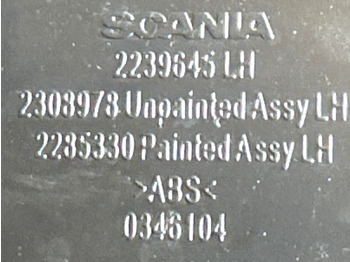 SCANIA
2239645 LH
2308978 Unpainted Assy LH
2285330 Painted Assy LH
>ABS<
0346104